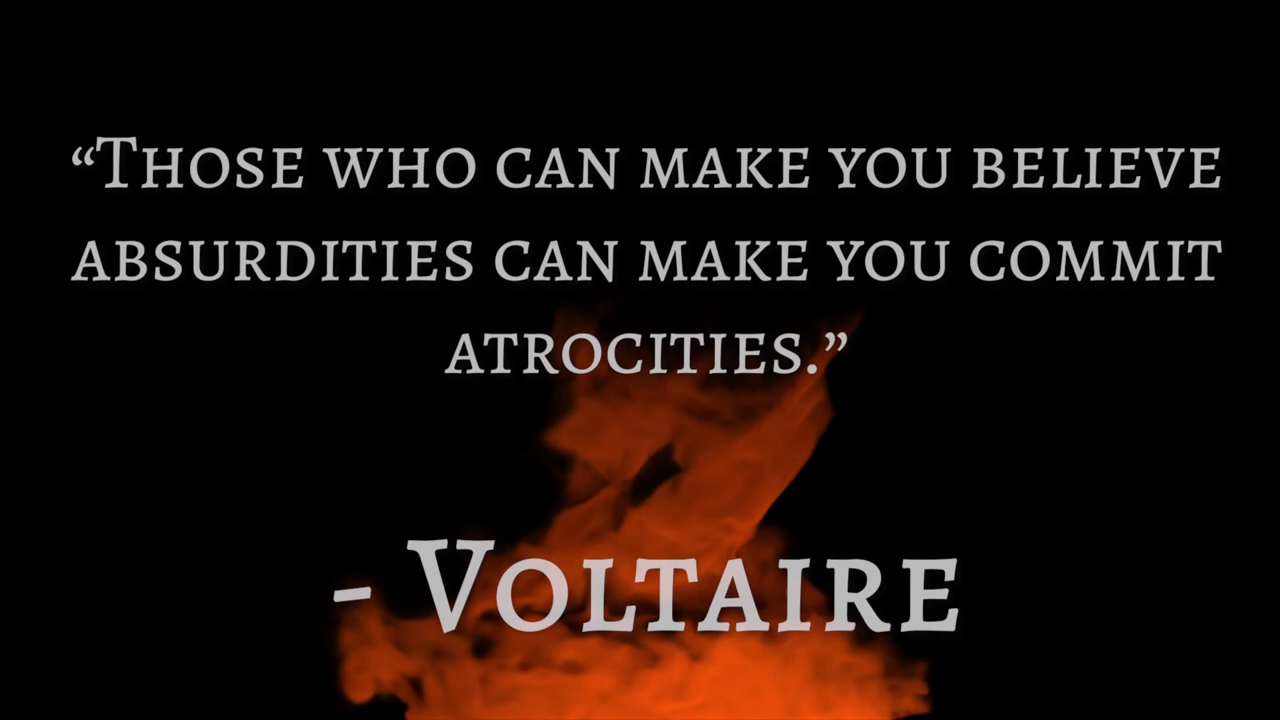 “Those who can make you believe
absurdities can make you commit
atrocities.”
- Voltaire